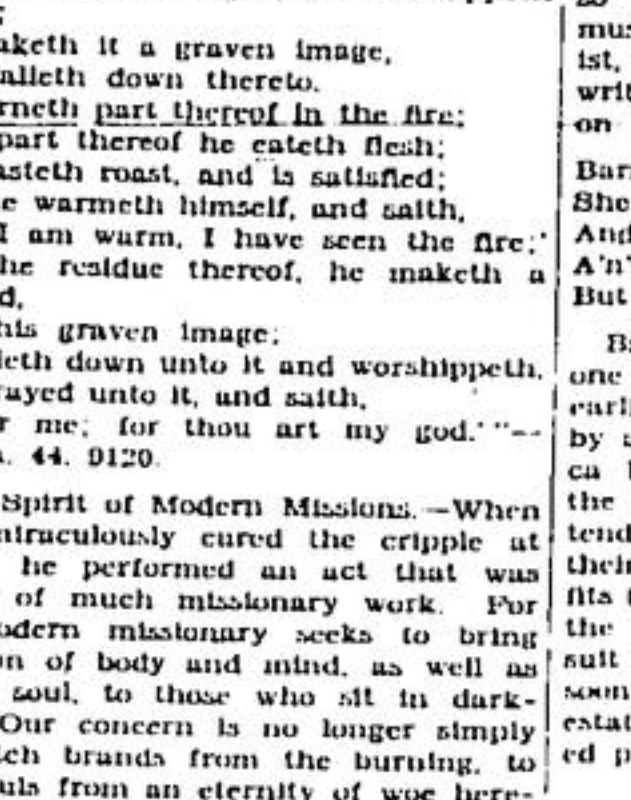 aketh it a graven image,
alleth down thereto.
rneth part thereof in the fire;
part thereof he eateth flesh;
asteth roast, and is satisfied;
e warmeth himself, and saith,
I am warm, I have seen the fire;'
he residue thereof, he maketh a
d,
his graven image;
leth down unto it and worshippeth,
rayed unto it, and saith,
r me; for thou art my god.' "--
. 44. 9120.
Spirit of Modern Missions.—When
miraculously cured the cripple at
he performed an act that was
of much missionary work. For
odern missionary seeks to bring
on of body and mind, as well as
soul, to those who sit in dark-
Our concern is no longer simply
tch brands from the burning, to
uls from an eternity of woe here-
mus
ist,
writ
on
Bar
She
And
A'n'
But
Ba
one
earli
by
ca
the
tend
their
fits
the
suit
soon
estat
ed p